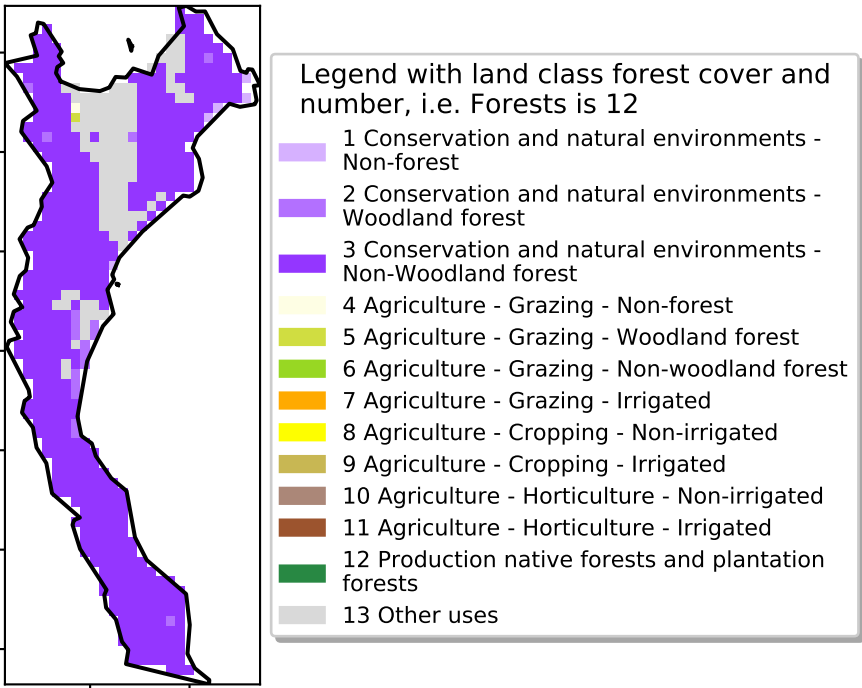 Legend with land class forest cover and
number, i.e. Forests is 12
1 Conservation and natural environments -
Non-forest
2 Conservation and natural environments -
Woodland forest
3 Conservation and natural environments -
Non-Woodland forest
4 Agriculture - Grazing - Non-forest
5 Agriculture - Grazing - Woodland forest
6 Agriculture - Grazing - Non-woodland forest
7 Agriculture - Grazing - Irrigated
8 Agriculture - Cropping - Non-irrigated
9 Agriculture - Cropping - Irrigated
10 Agriculture - Horticulture - Non-irrigated
11 Agriculture - Horticulture - Irrigated
12 Production native forests and plantation
forests
13 Other uses